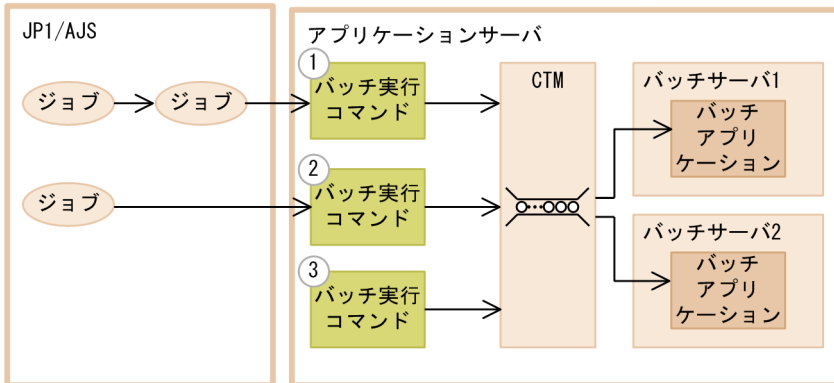 JP1/AJS
ジョブ
ジョブ
ジョブ
アプリケーションサーバ
1
バッチ実行
コマンド
2
バッチ実行
コマンド
3
バッチ実行
コマンド
CTM
バッチサーバ1
バッチ
アプリ
ケーション
バッチサーバ2
バッチ
アプリ
ケーション